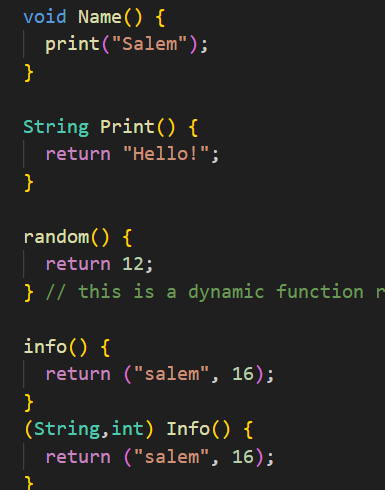 void Name() {
  print("Salem");
}

String Print() {
  return "Hello!";
}

random() {
  return 12;
} // this is a dynamic function

info() {
  return ("salem", 16);
}
(String,int) Info() {
  return ("salem", 16);
}